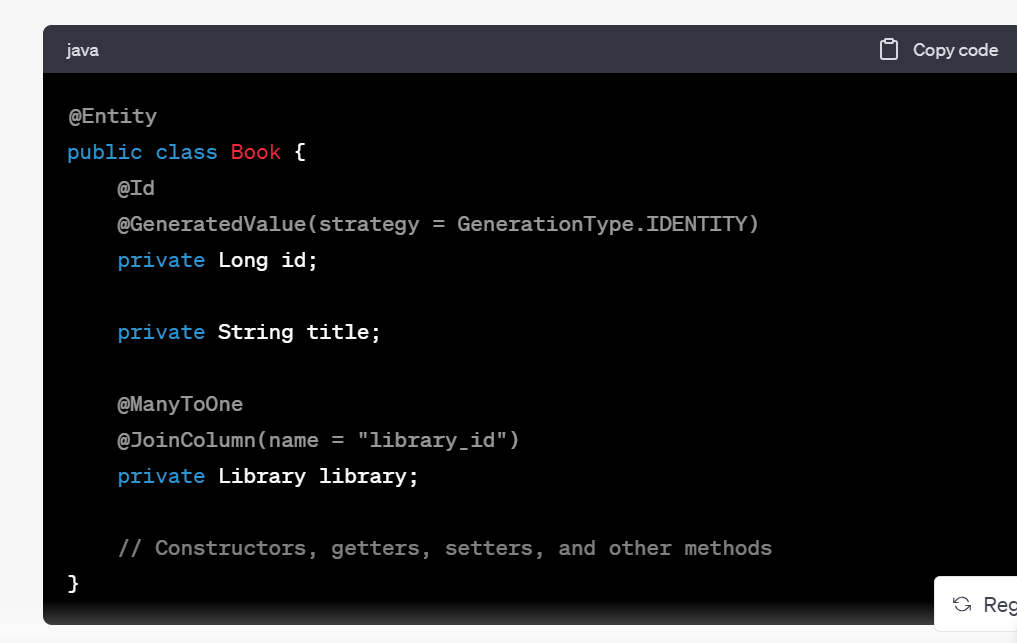 java
Copy code
@Entity
public class Book {
    @Id
    @GeneratedValue(strategy = GenerationType.IDENTITY)
    private Long id;
    private String title;
    @ManyToOne
    @JoinColumn(name = "library_id")
    private Library library;
    // Constructors, getters, setters, and other methods
}
Reg